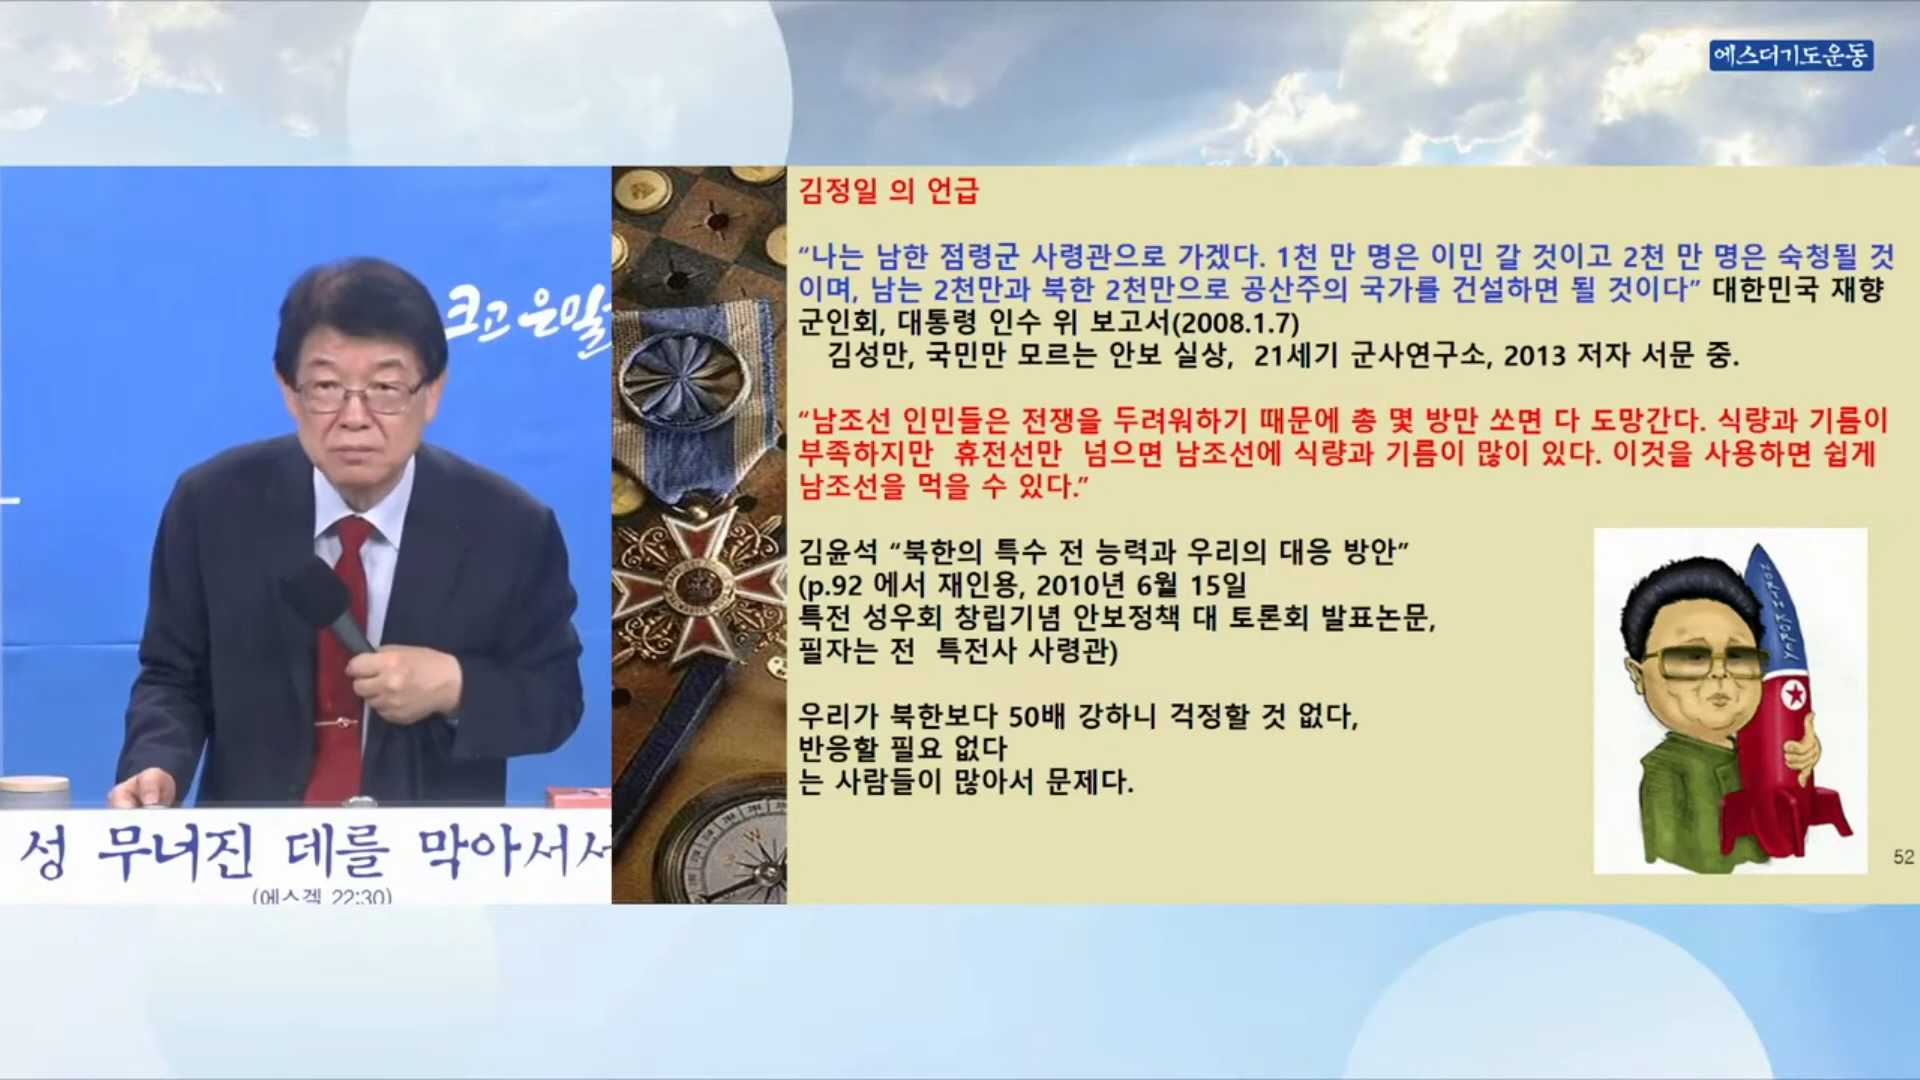 에스더기도운동
크고 은밀
성 무너진 데를 막아서서
(에스겔 22:30)
김정일 의 언급
“나는 남한 점령군 사령관으로 가겠다. 1천 만 명은 이민 갈 것이고 2천 만 명은 숙청될 것
이며, 남는 2천만과 북한 2천만으로 공산주의 국가를 건설하면 될 것이다” 대한민국 재향
군인회, 대통령 인수 위 보고서(2008.1.7)
김성만, 국민만 모르는 안보 실상, 21세기 군사연구소, 2013 저자 서문 중.
“남조선 인민들은 전쟁을 두려워하기 때문에 총 몇 방만 쏘면 다 도망간다. 식량과 기름이
부족하지만 휴전선만 넘으면 남조선에 식량과 기름이 많이 있다. 이것을 사용하면 쉽게
남조선을 먹을 수 있다.”
김윤석 “북한의 특수 전 능력과 우리의 대응 방안”
(p.92 에서 재인용, 2010년 6월 15일
특전 성우회 창립기념 안보정책 대 토론회 발표논문,
필자는 전 특전사 사령관)
우리가 북한보다 50배 강하니 걱정할 것 없다,
반응할 필요 없다
는 사람들이 많아서 문제다.
NORTH KOREA
52